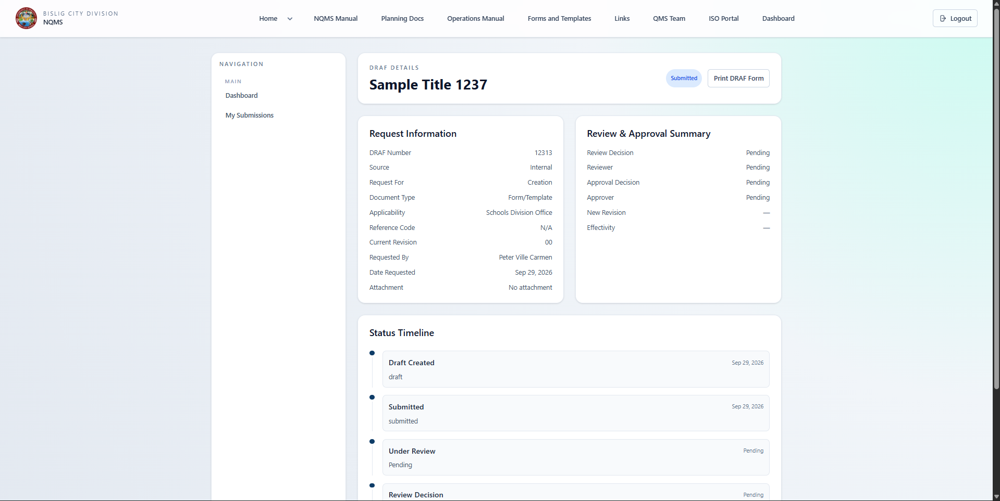 BISLIG CITY DIVISION
NQMS
Home
NQMS Manual
Planning Docs
Operations Manual
Forms and Templates
Links
QMS Team
ISO Portal
Dashboard
Logout
NAVIGATION
MAIN
Dashboard
My Submissions
DRAF DETAILS
Sample Title 1237
Submitted
Print DRAF Form
Request Information
DRAF Number 12313
Source Internal
Request For Creation
Document Type Form/Template
Applicability Schools Division Office
Reference Code N/A
Current Revision 00
Requested By Peter Ville Carmen
Date Requested Sep 29, 2026
Attachment No attachment
Review & Approval Summary
Review Decision Pending
Reviewer Pending
Approval Decision Pending
Approver Pending
New Revision —
Effectivity —
Status Timeline
Draft Created Sep 29, 2026
draft
Submitted Sep 29, 2026
submitted
Under Review Pending
Pending
Review Decision Pending